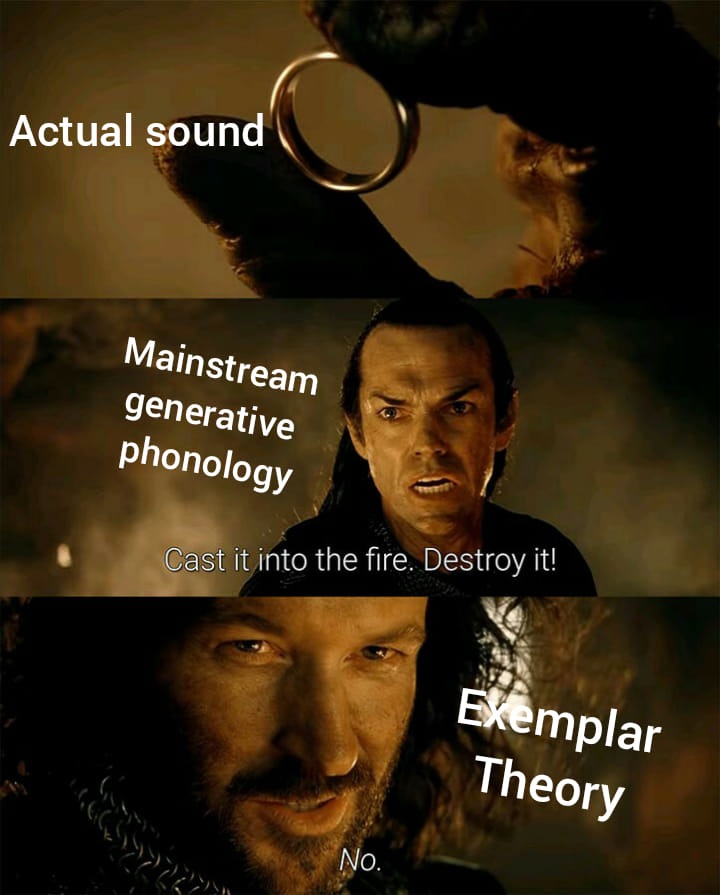 Actual sound
Mainstream
generative
phonology
Cast it into the fire. Destroy it!
Exemplar
Theory
No.